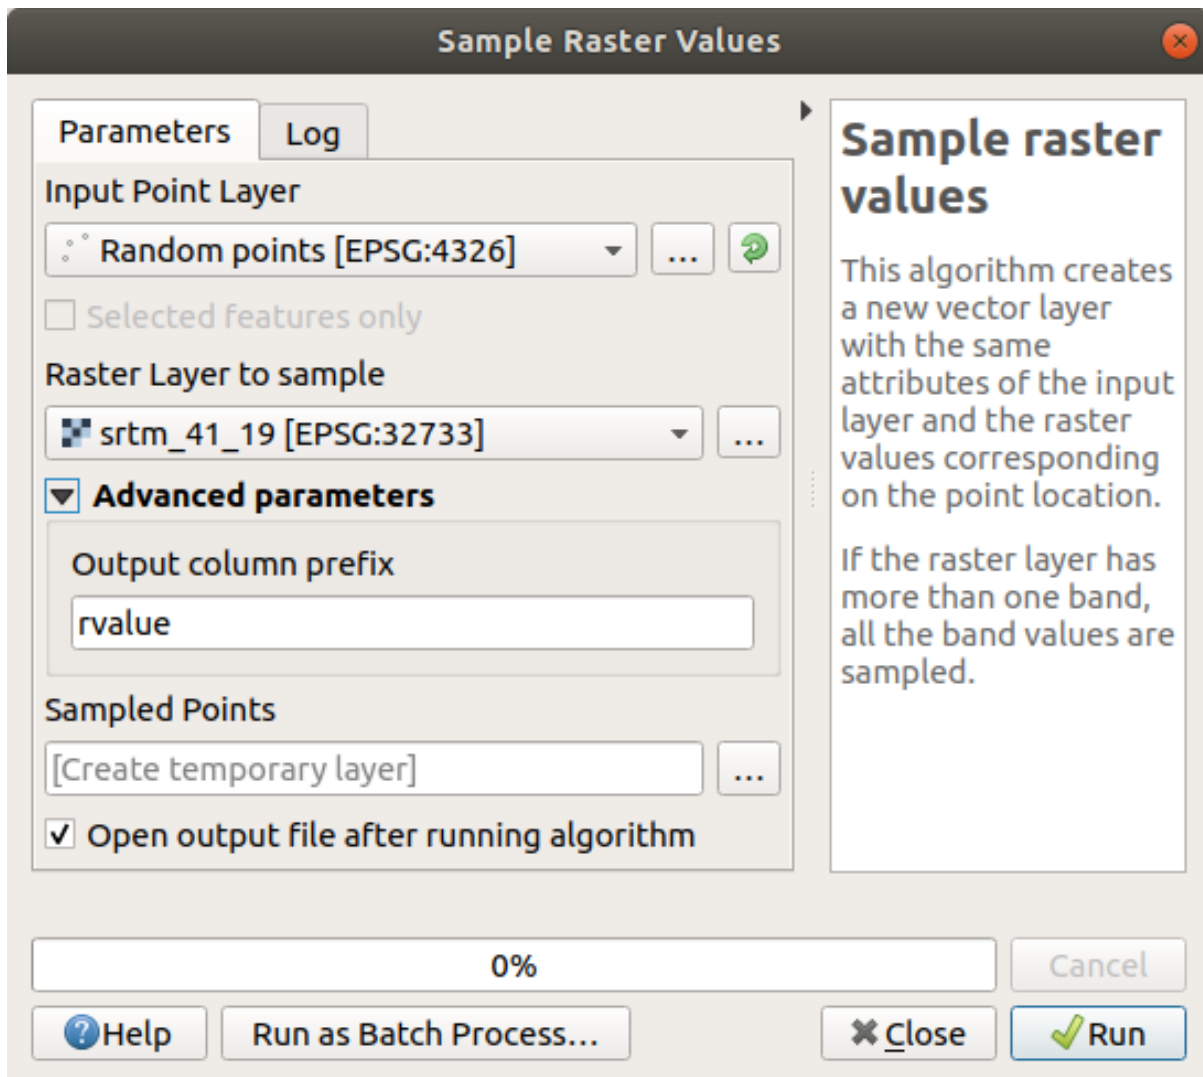 Sample Raster Values
Parameters
Log
Input Point Layer
Random points [EPSG:4326]
...
Selected features only
Raster Layer to sample
srtm_41_19 [EPSG:32733]
...
Advanced parameters
Output column prefix
rvalue
Sampled Points
[Create temporary layer]
...
Open output file after running algorithm
Sample raster
values
This algorithm creates
a new vector layer
with the same
attributes of the input
layer and the raster
values corresponding
on the point location.
If the raster layer has
more than one band,
all the band values are
sampled.
0%
Cancel
?Help
Run as Batch Process...
Close
Run